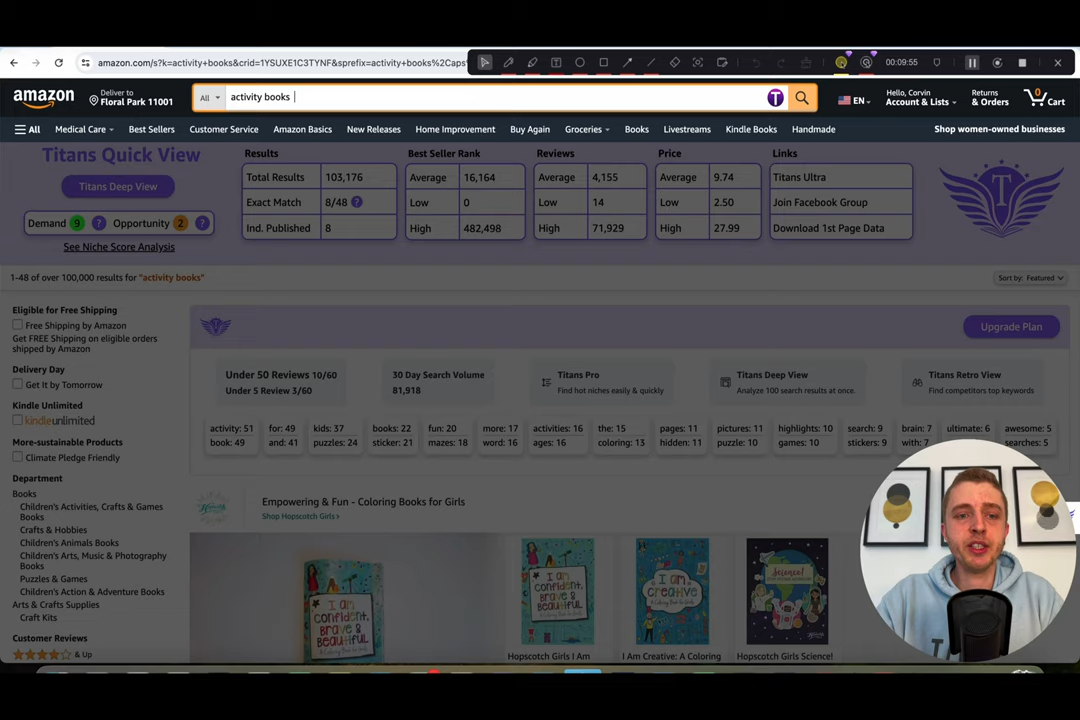 amazon.com/s?k=activity+books&crid=1YSUXE1C3TYNF&sprefix=activity+books%2Caps
00:09:55
amazon
Deliver to
Floral Park 11001
All
activity books
T
EN
Hello, Corvin
Account & Lists
Returns
& Orders
0
Cart
All
Medical Care
Best Sellers
Customer Service
Amazon Basics
New Releases
Home Improvement
Buy Again
Groceries
Books
Livestreams
Kindle Books
Handmade
Shop women-owned businesses
Titans Quick View
Titans Deep View
Demand 9 ? Opportunity 2 ?
See Niche Score Analysis
Results
Total Results 103,176
Exact Match 8/48 ?
Ind. Published 8
Best Seller Rank
Average 16,164
Low 0
High 482,498
Reviews
Average 4,155
Low 14
High 71,929
Price
Average 9.74
Low 2.50
High 27.99
Links
Titans Ultra
Join Facebook Group
Download 1st Page Data
1-48 of over 100,000 results for "activity books"
Sort by: Featured
Eligible for Free Shipping
Free Shipping by Amazon
Get FREE Shipping on eligible orders
shipped by Amazon
Delivery Day
Get It by Tomorrow
Kindle Unlimited
kindleunlimited
More-sustainable Products
Climate Pledge Friendly
Department
Books
Children's Activities, Crafts & Games
Books
Crafts & Hobbies
Children's Animals Books
Children's Arts, Music & Photography
Books
Puzzles & Games
Children's Action & Adventure Books
Arts & Crafts Supplies
Craft Kits
Customer Reviews
& Up
Upgrade Plan
Under 50 Reviews 10/60
Under 5 Review 3/60
30 Day Search Volume
81,918
Titans Pro
Find hot niches easily & quickly
Titans Deep View
Analyze 100 search results at once.
Titans Retro View
Find competitors top keywords
activity: 51
book: 49
for: 49
and: 41
kids: 37
puzzles: 24
books: 22
sticker: 21
fun: 20
mazes: 18
more: 17
word: 16
activities: 16
ages: 16
the: 15
coloring: 13
pages: 11
hidden: 11
pictures: 11
puzzle: 10
highlights: 10
games: 10
search: 9
stickers: 9
brain: 7
with: 7
ultimate: 6
awesome: 5
searches: 5
Empowering & Fun - Coloring Books for Girls
Shop Hopscotch Girls
I AM
CONFIDENT,
BRAVE &
BEAUTIFUL
I AM
CONFIDENT,
BRAVE &
BEAUTIFUL
I AM
CREATIVE
SCIENCE!
Hopscotch Girls I Am
I Am Creative: A Coloring
Hopscotch Girls Science!